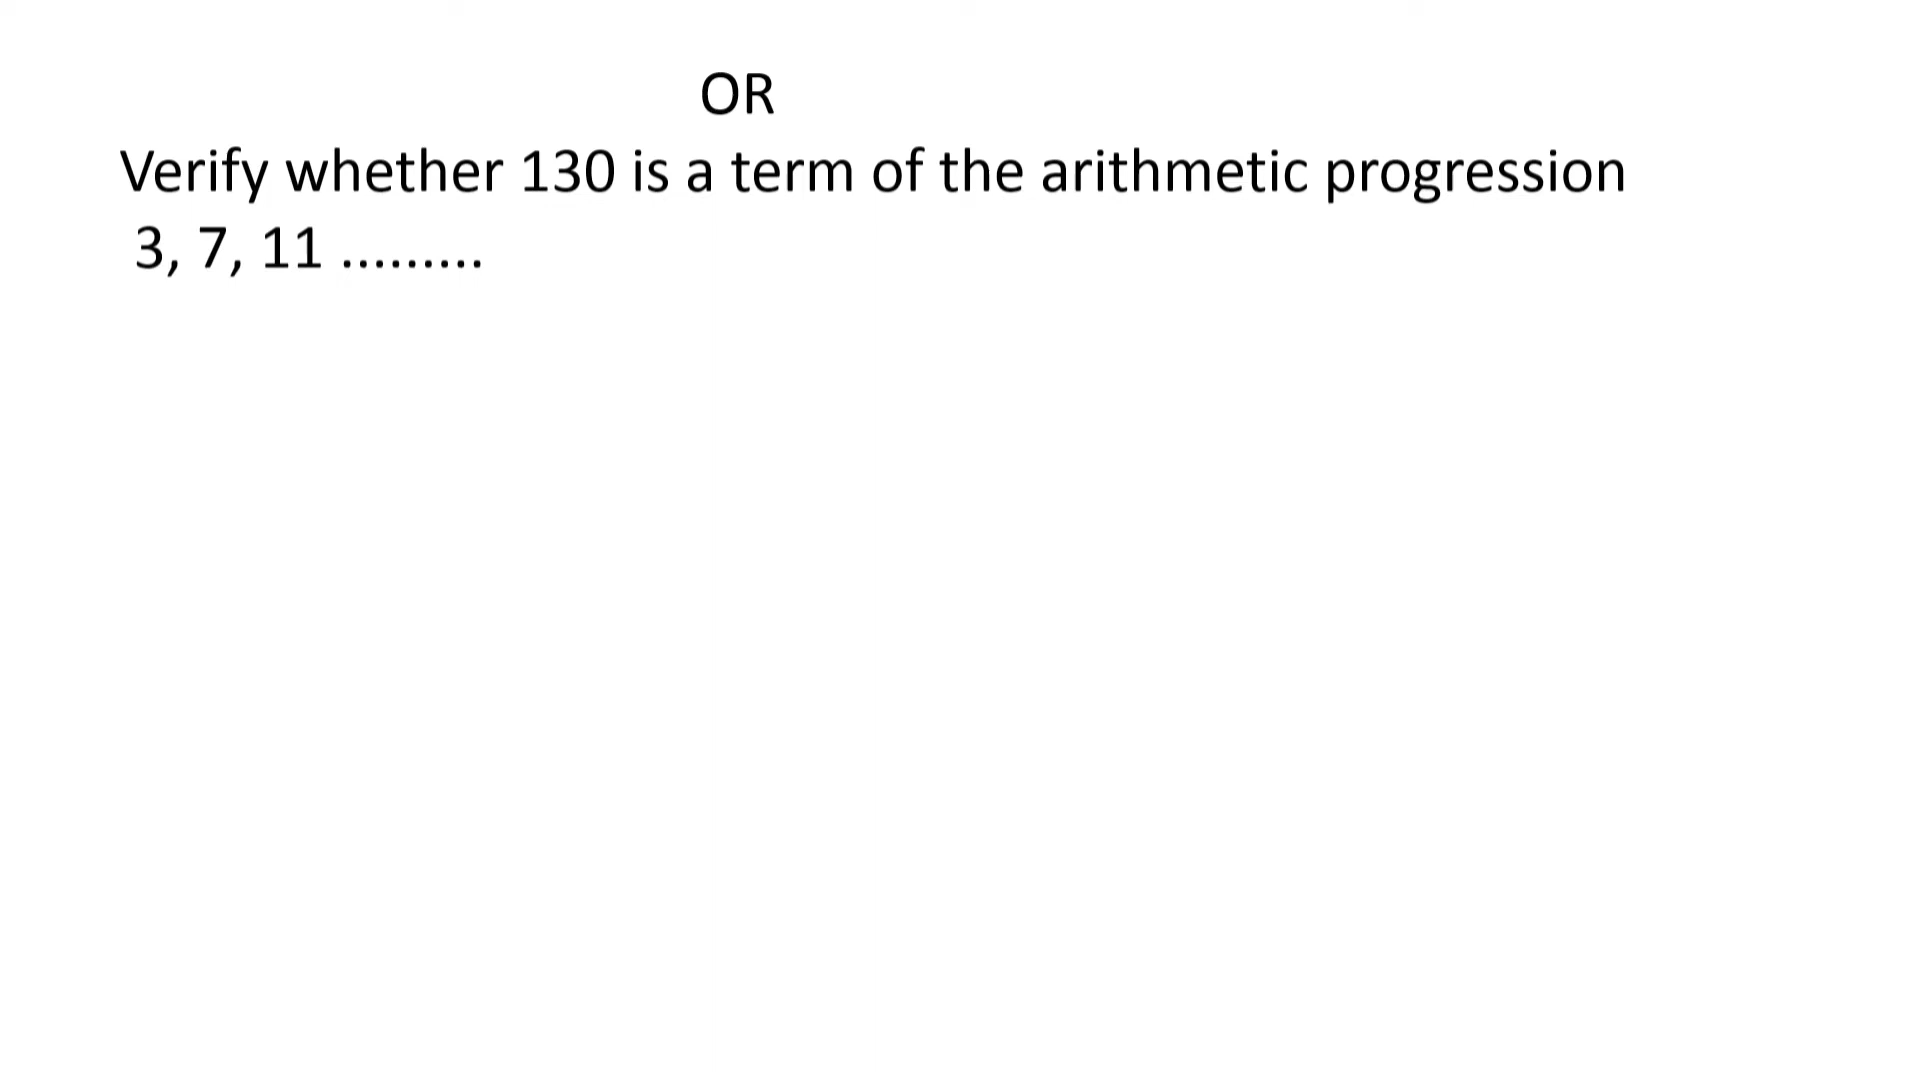 OR
Verify whether 130 is a term of the arithmetic progression
3, 7, 11 .........